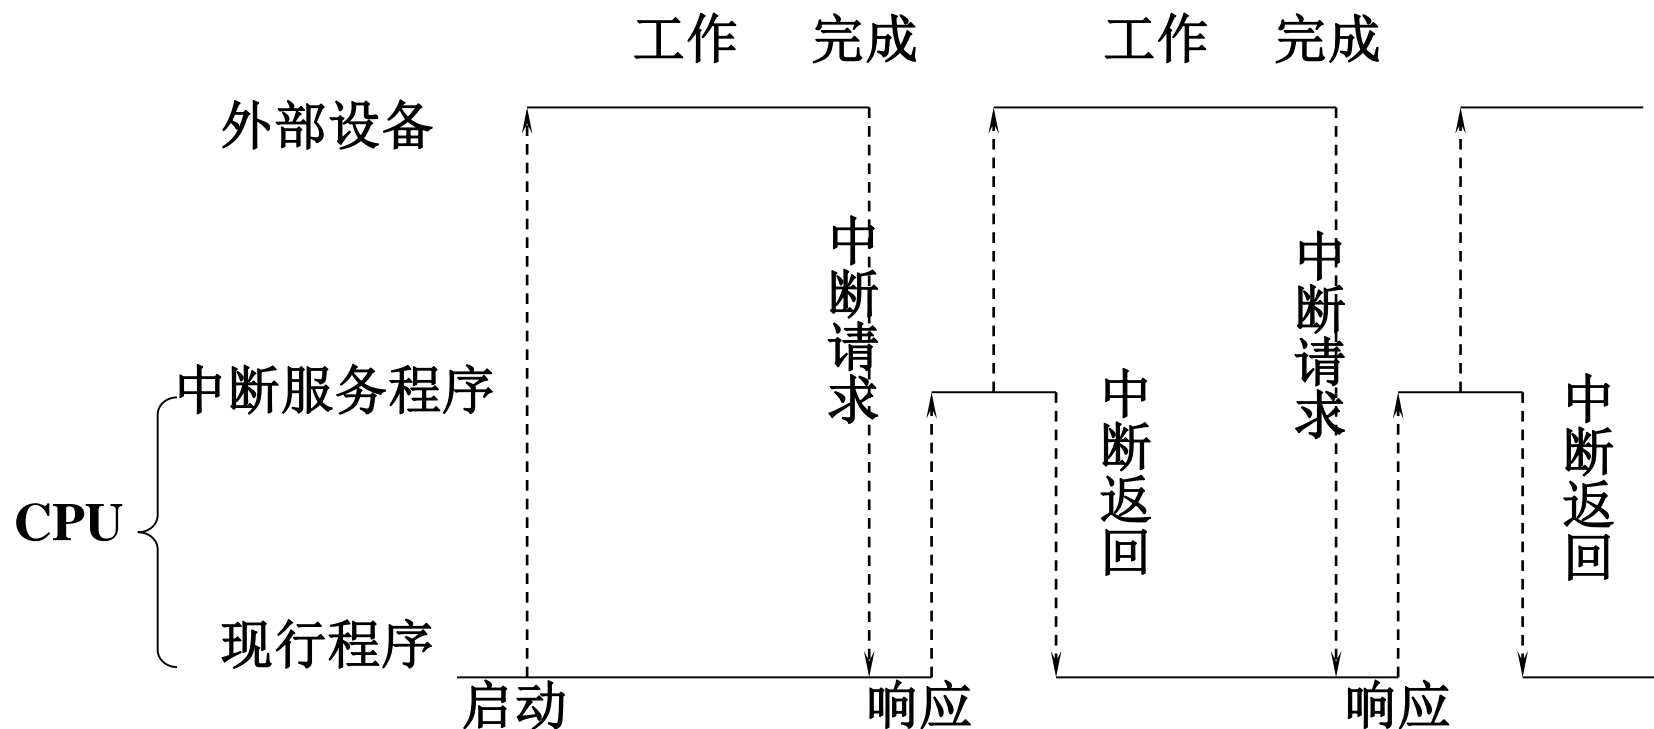 工作 完成 工作 完成
外部设备
中断请求
中断请求
中断服务程序
中断返回
中断返回
CPU
现行程序
启动 响应 响应